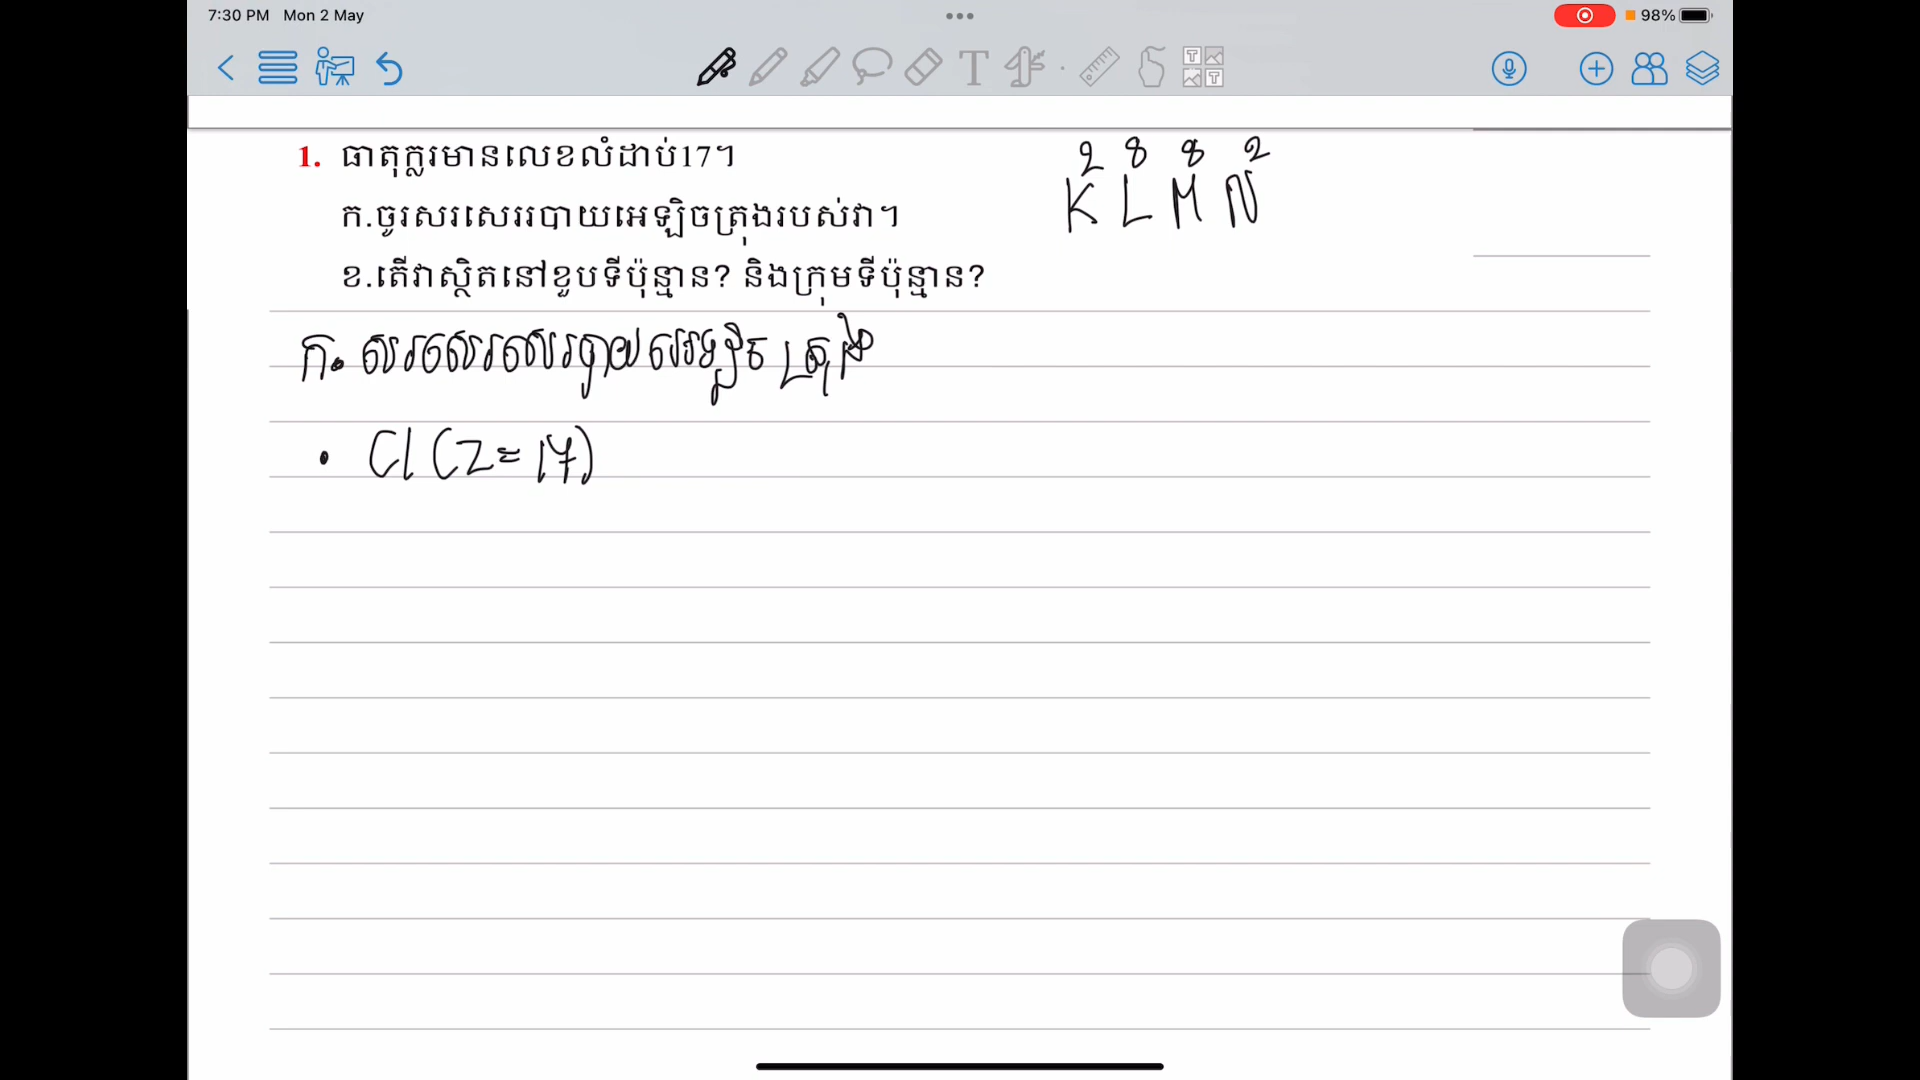 7:30 PM Mon 2 May
98%
1. ធាតុក្លរមានលេខលំដាប់17។
ក.ចូរសរសេររបាយអេឡិចត្រុងរបស់វា។
ខ.តើវាស្ថិតនៅខួបទីប៉ុន្មាន? និងក្រុមទីប៉ុន្មាន?
2 8 8 2
K L M N
ក. សរសេររបាយអេឡិចត្រុង
• Cl (Z = 17)